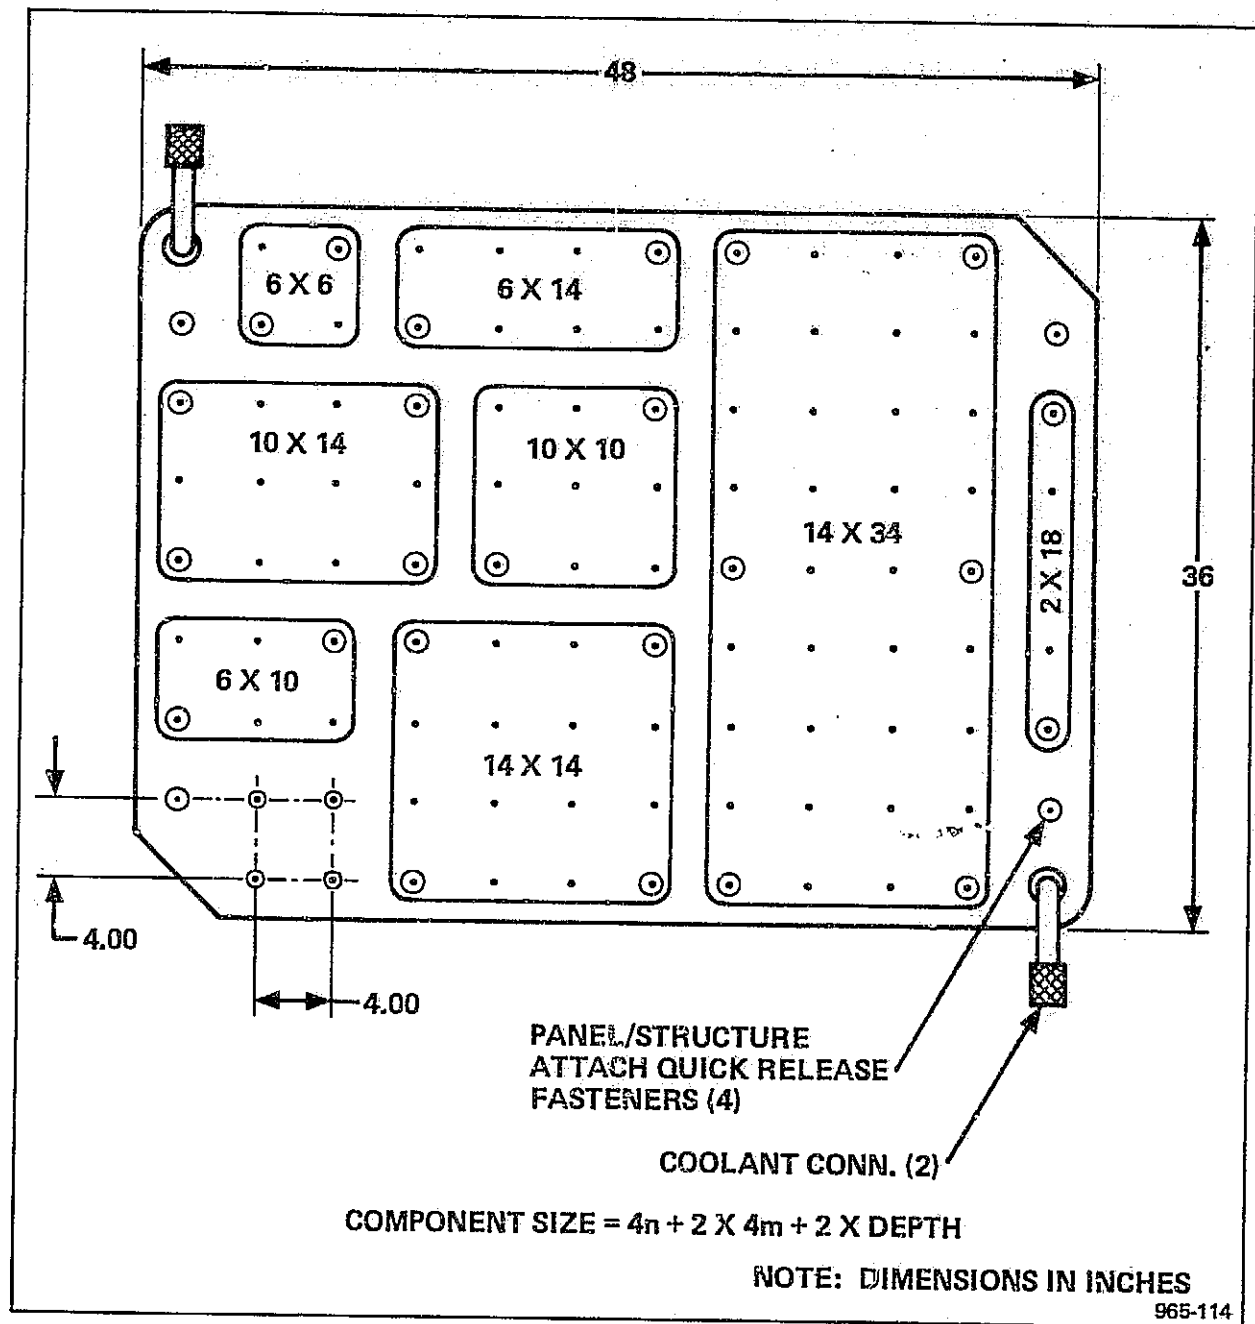 48
6 X 6
6 X 14
10 X 14
10 X 10
14 X 34
2 X 18
36
6 X 10
14 X 14
4.00
4.00
PANEL/STRUCTURE
ATTACH QUICK RELEASE
FASTENERS (4)
COOLANT CONN. (2)
COMPONENT SIZE = 4n + 2 X 4m + 2 X DEPTH
NOTE: DIMENSIONS IN INCHES
965-114